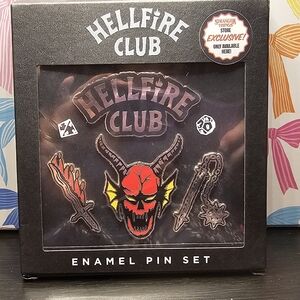 HELLFIRE
CLUB
STRANGER
THINGS
STORE
EXCLUSIVE!
ONLY AVAILABLE
HERE!
HELLFIRE
CLUB
ENAMEL PIN SET